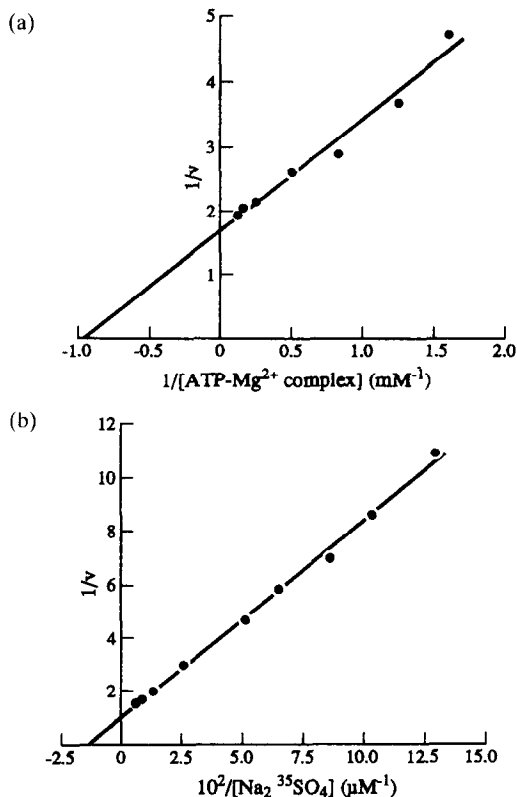 (a)
5
4
3
2
1
1/v
-1.0 -0.5 0 0.5 1.0 1.5 2.0
1/[ATP-Mg²⁺ complex] (mM⁻¹)
(b)
12
10
8
6
4
2
1/v
-2.5 0 2.5 5.0 7.5 10.0 12.5 15.0
10²/[Na₂ ³⁵SO₄] (μM⁻¹)